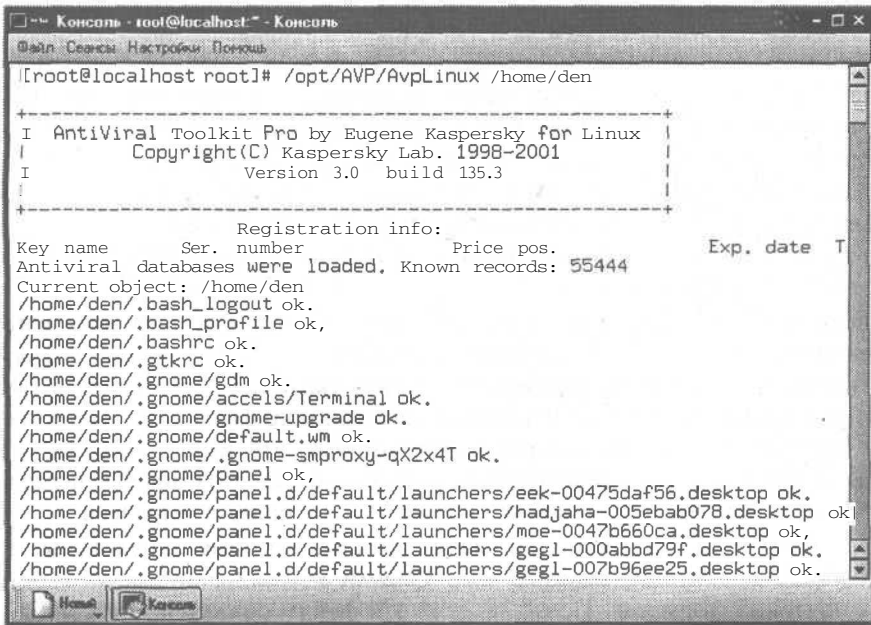 Консоль - root@localhost:~ - Консоль
Файл Сеансы Настройки Помощь
[root@localhost root]# /opt/AVP/AvpLinux /home/den
+-----------------------------------------------------------+
I AntiViral Toolkit Pro by Eugene Kaspersky for Linux |
| Copyright(C) Kaspersky Lab. 1998-2001 |
I Version 3.0 build 135.3 |
+-----------------------------------------------------------+
Registration info:
Key name Ser. number Price pos. Exp. date T
Antiviral databases were loaded. Known records: 55444
Current object: /home/den
/home/den/.bash_logout ok.
/home/den/.bash_profile ok,
/home/den/.bashrc ok.
/home/den/.gtkrc ok.
/home/den/.gnome/gdm ok.
/home/den/.gnome/accels/Terminal ok.
/home/den/.gnome/gnome-upgrade ok.
/home/den/.gnome/default.wm ok.
/home/den/.gnome/.gnome-smproxy-qX2x4T ok.
/home/den/.gnome/panel ok,
/home/den/.gnome/panel.d/default/launchers/eek-00475daf56.desktop ok.
/home/den/.gnome/panel.d/default/launchers/hadjaha-005ebab078.desktop ok
/home/den/.gnome/panel.d/default/launchers/moe-0047b660ca.desktop ok,
/home/den/.gnome/panel.d/default/launchers/gegl-000abbd79f.desktop ok.
/home/den/.gnome/panel.d/default/launchers/gegl-007b96ee25.desktop ok.
Новый Консоль